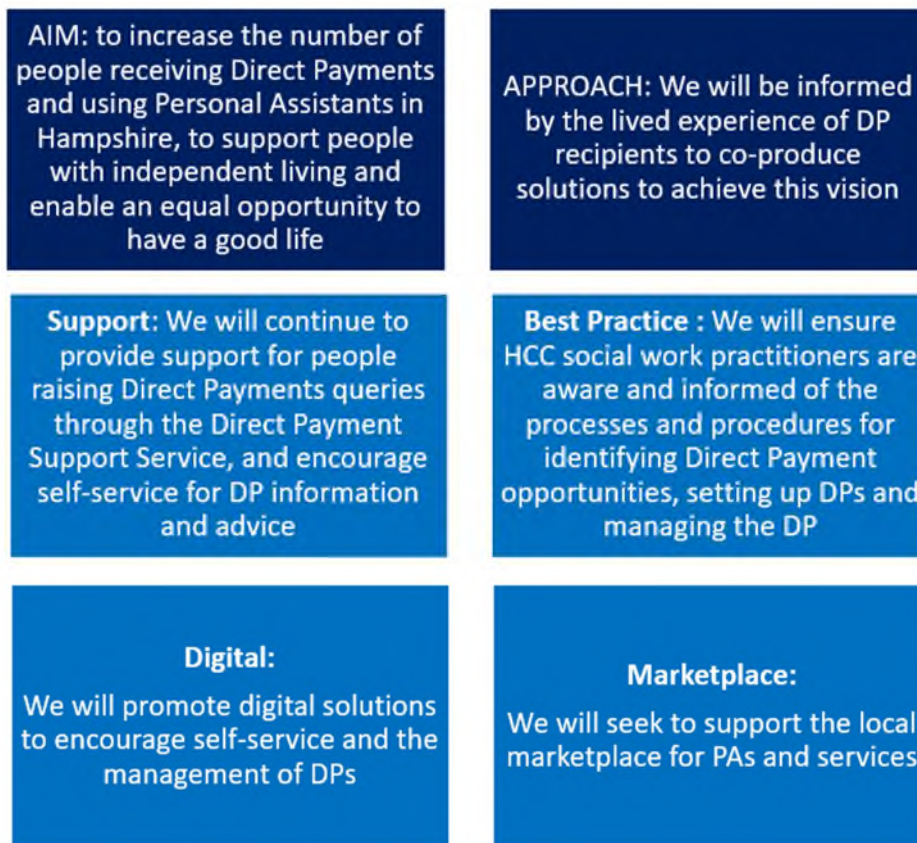 AIM: to increase the number of
people receiving Direct Payments
and using Personal Assistants in
Hampshire, to support people
with independent living and
enable an equal opportunity to
have a good life
APPROACH: We will be informed
by the lived experience of DP
recipients to co-produce
solutions to achieve this vision
Support: We will continue to
provide support for people
raising Direct Payments queries
through the Direct Payment
Support Service, and encourage
self-service for DP information
and advice
Best Practice : We will ensure
HCC social work practitioners are
aware and informed of the
processes and procedures for
identifying Direct Payment
opportunities, setting up DPs and
managing the DP
Digital:
We will promote digital solutions
to encourage self-service and the
management of DPs
Marketplace:
We will seek to support the local
marketplace for PAs and services